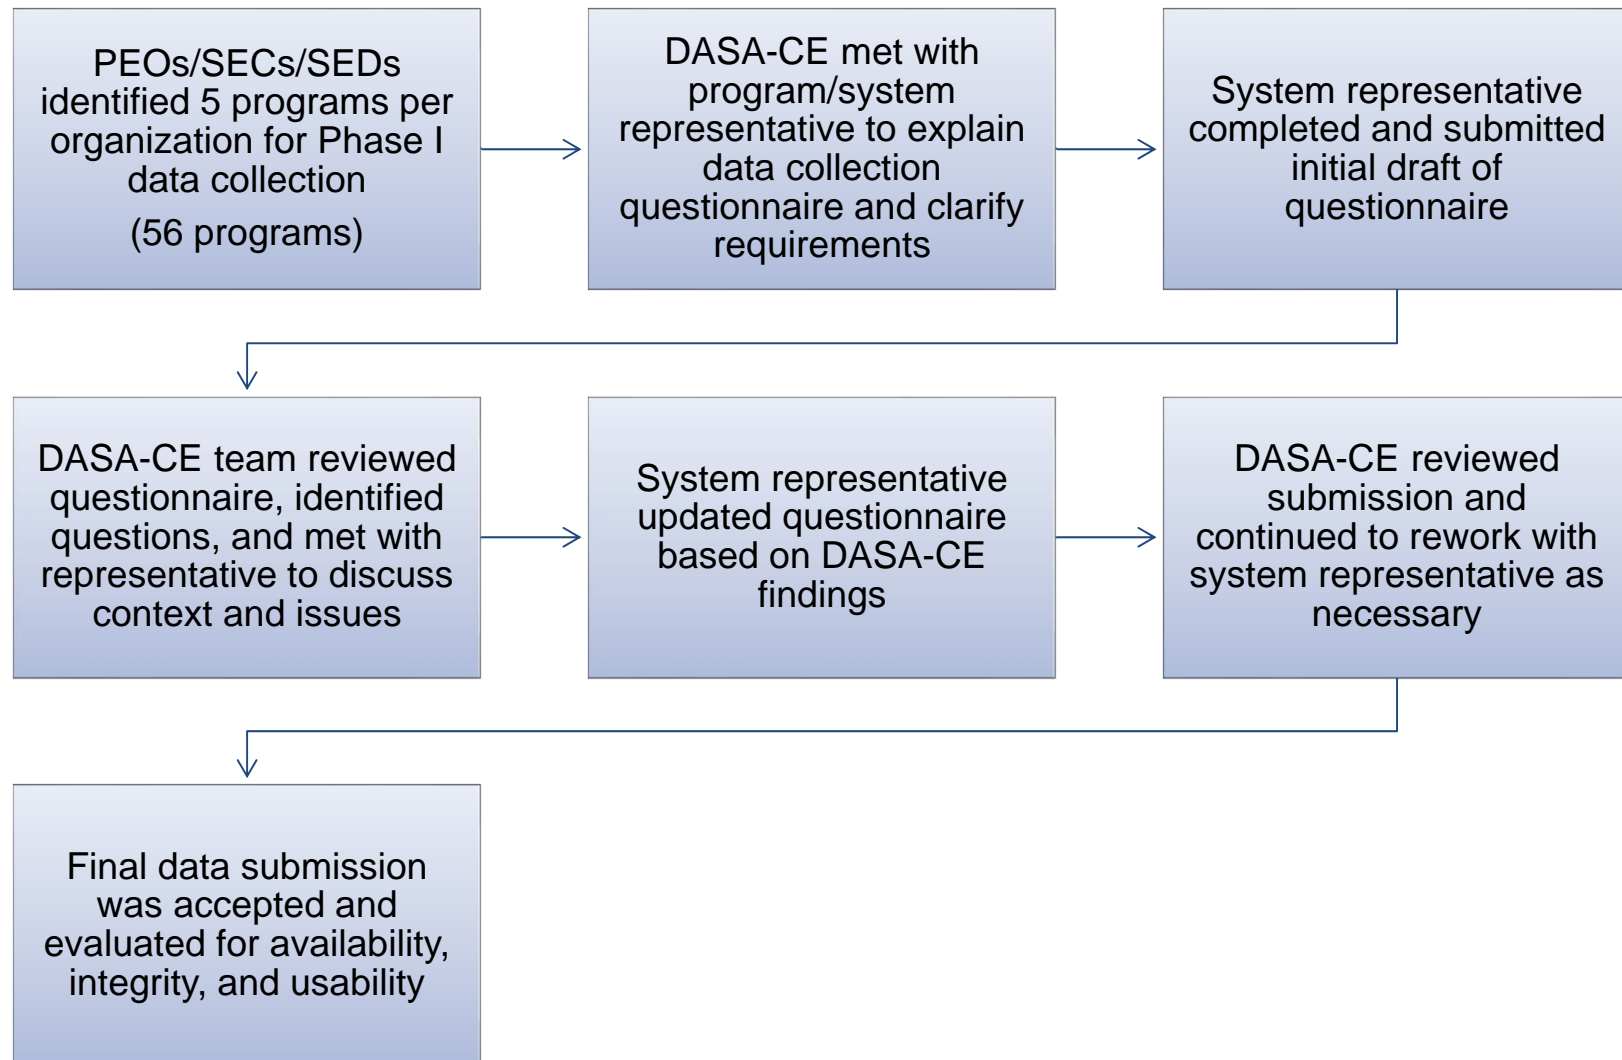 PEOs/SECs/SEDs
identified 5 programs per
organization for Phase I
data collection
(56 programs)
DASA-CE met with
program/system
representative to explain
data collection
questionnaire and clarify
requirements
System representative
completed and submitted
initial draft of
questionnaire
DASA-CE team reviewed
questionnaire, identified
questions, and met with
representative to discuss
context and issues
System representative
updated questionnaire
based on DASA-CE
findings
DASA-CE reviewed
submission and
continued to rework with
system representative as
necessary
Final data submission
was accepted and
evaluated for availability,
integrity, and usability